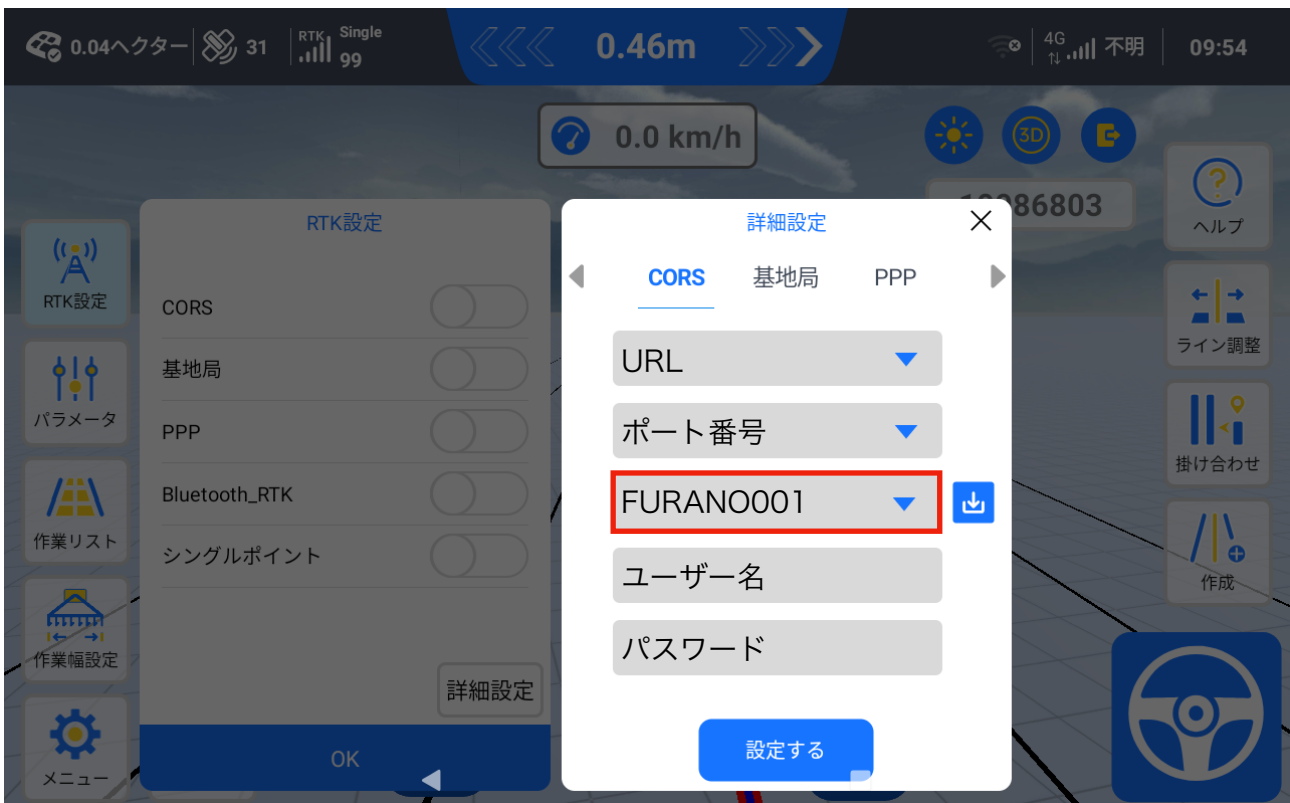 0.04ヘクター
31
RTK Single
99
0.46m
4G
不明
09:54
0.0 km/h
3D
ヘルプ
RTK設定
RTK設定
CORS
基地局
PPP
Bluetooth_RTK
シングルポイント
詳細設定
OK
詳細設定
CORS
基地局
PPP
URL
ポート番号
FURANO001
ユーザー名
パスワード
設定する
パラメータ
作業リスト
作業幅設定
メニュー
ライン調整
掛け合わせ
作成